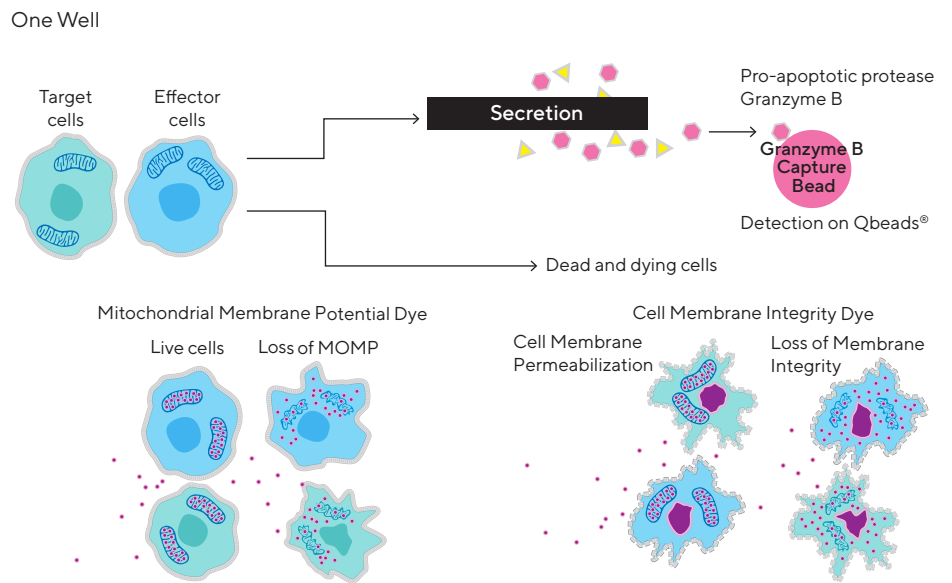 One Well
Target
cells
Effector
cells
Secretion
Pro-apoptotic protease
Granzyme B
Granzyme B
Capture
Bead
Detection on Qbeads®
Dead and dying cells
Mitochondrial Membrane Potential Dye
Live cells
Loss of MOMP
Cell Membrane Integrity Dye
Cell Membrane
Permeabilization
Loss of Membrane
Integrity